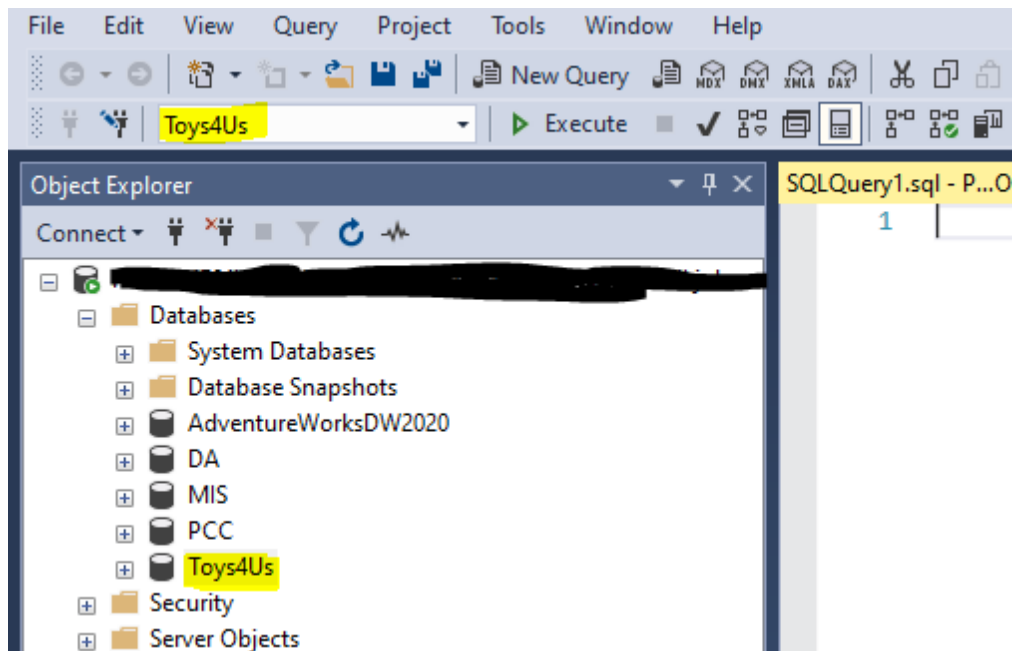 File Edit View Query Project Tools Window Help
New Query MDX DMX XMLA DAX
Toys4Us Execute
Object Explorer
SQLQuery1.sql - P...O
Connect
1
Databases
System Databases
Database Snapshots
AdventureWorksDW2020
DA
MIS
PCC
Toys4Us
Security
Server Objects